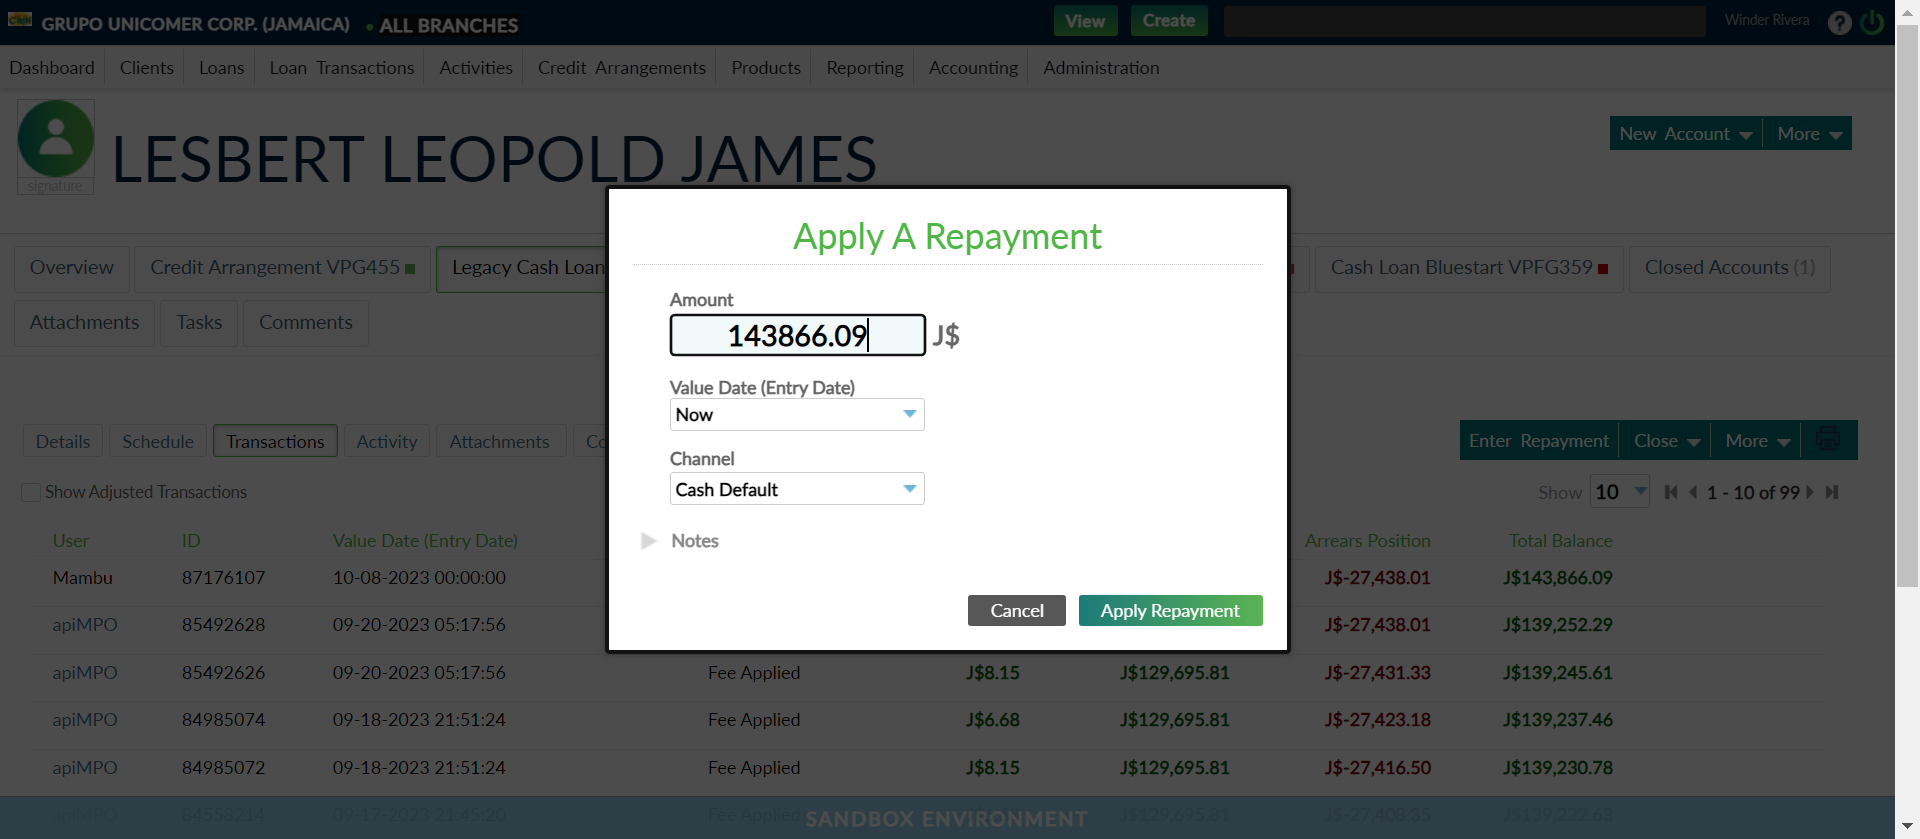 GRUPO UNICOMER CORP. (JAMAICA) ALL BRANCHES View Create Winder Rivera ?
Dashboard Clients Loans Loan Transactions Activities Credit Arrangements Products Reporting Accounting Administration
signature
LESBERT LEOPOLD JAMES
New Account More
Overview Credit Arrangement VPG455 Legacy Cash Loan Cash Loan Bluestart VPFG359 Closed Accounts (1)
Attachments Tasks Comments
Apply A Repayment
Amount
143866.09 J$
Value Date (Entry Date)
Now
Channel
Cash Default
Notes
Cancel Apply Repayment
Details Schedule Transactions Activity Attachments Co
Enter Repayment Close More
Show Adjusted Transactions
Show 10 1 - 10 of 99
User ID Value Date (Entry Date) Arrears Position Total Balance
Mambu 87176107 10-08-2023 00:00:00 J$-27,438.01 J$143,866.09
apiMPO 85492628 09-20-2023 05:17:56 J$-27,438.01 J$139,252.29
apiMPO 85492626 09-20-2023 05:17:56 Fee Applied J$8.15 J$129,695.81 J$-27,431.33 J$139,245.61
apiMPO 84985074 09-18-2023 21:51:24 Fee Applied J$6.68 J$129,695.81 J$-27,423.18 J$139,237.46
apiMPO 84985072 09-18-2023 21:51:24 Fee Applied J$8.15 J$129,695.81 J$-27,416.50 J$139,230.78
apiMPO 84558214 09-17-2023 21:45:20 J$129,695.81 J$-27,408.35 J$139,222.63
SANDBOX ENVIRONMENT